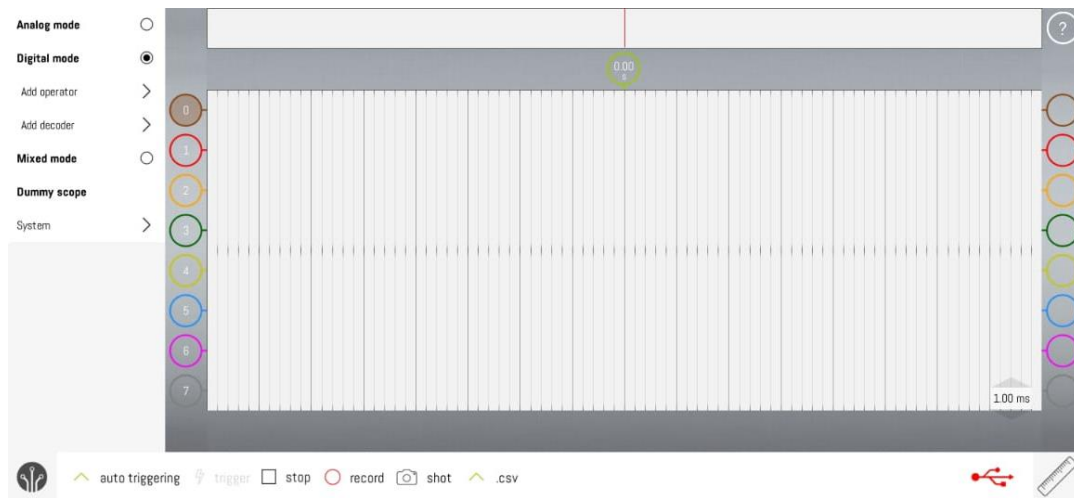 Analog mode
Digital mode
Add operator
Add decoder
Mixed mode
Dummy scope
System
?
0.00
s
0
1
2
3
4
5
6
7
1.00 ms
auto triggering trigger stop record shot .csv